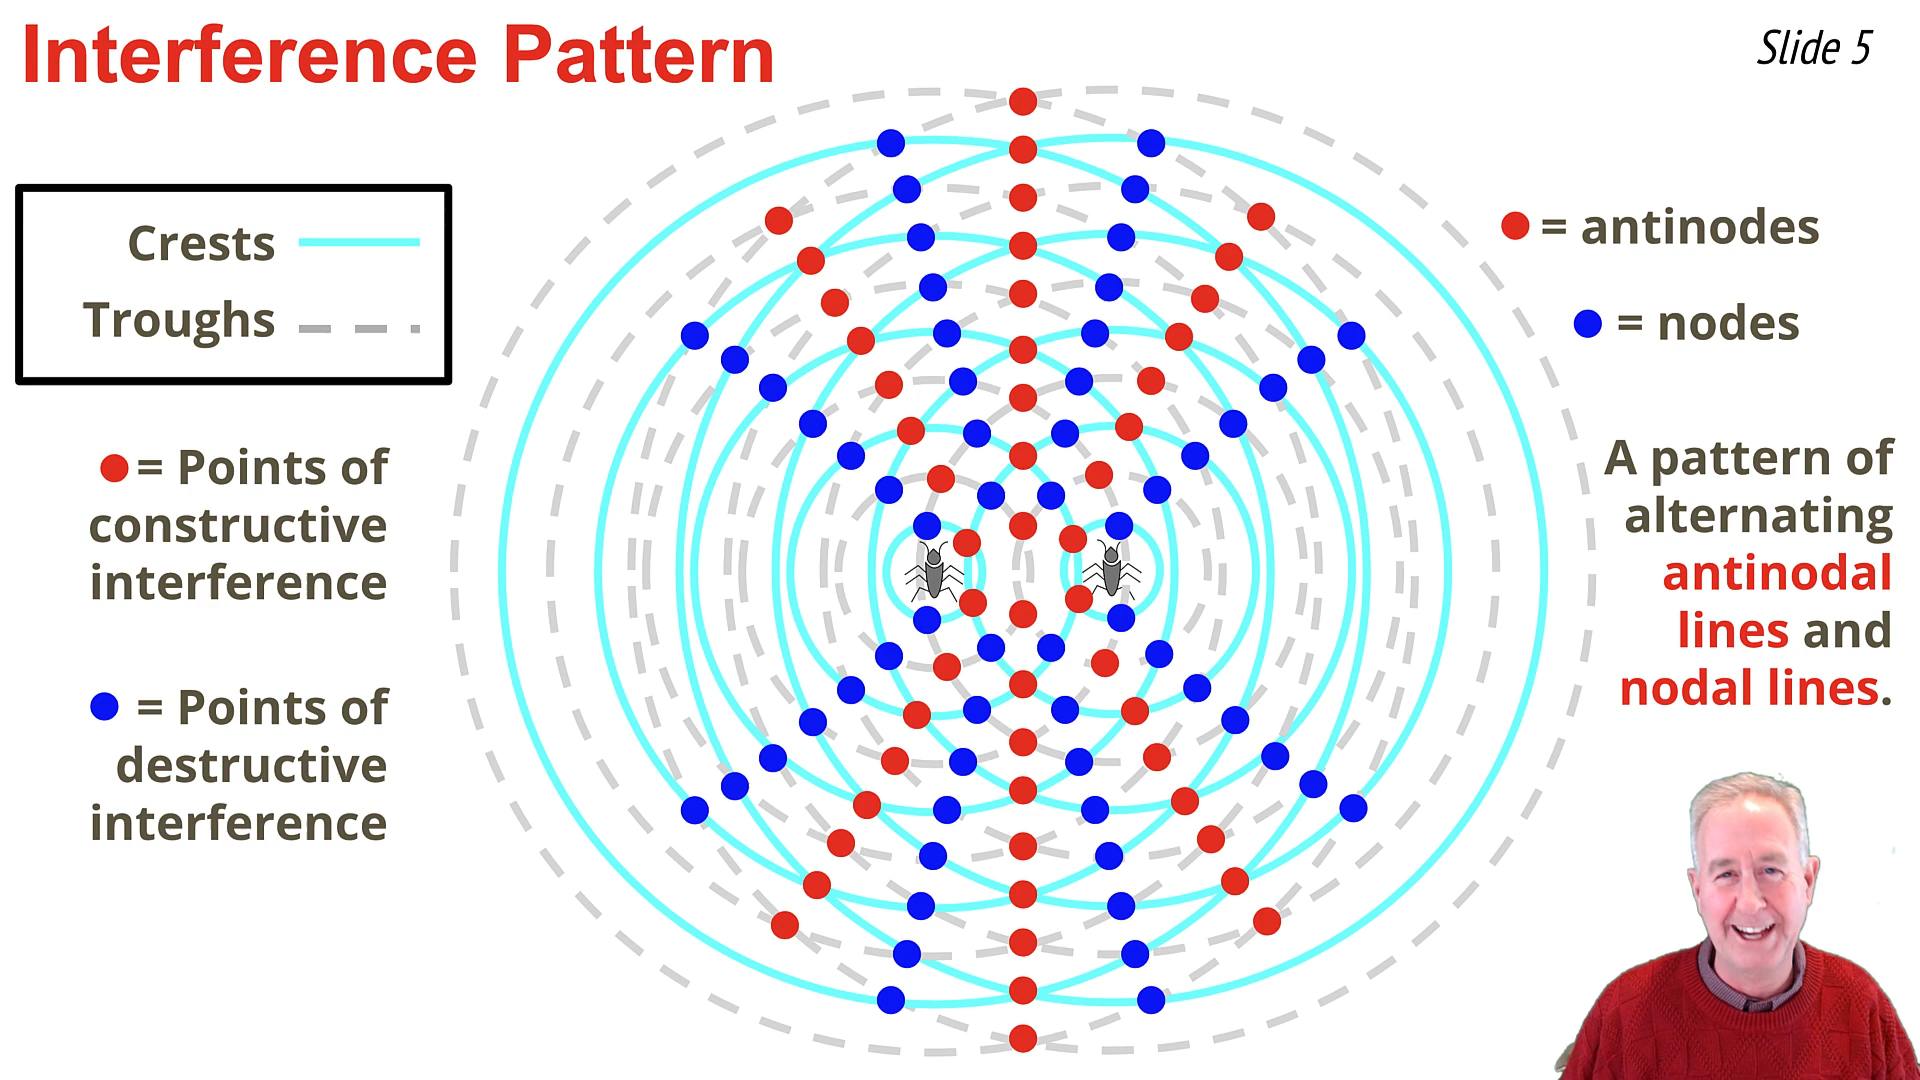 Interference Pattern
Slide 5
Crests
Troughs
= Points of
constructive
interference
= Points of
destructive
interference
= antinodes
= nodes
A pattern of
alternating
antinodal
lines and
nodal lines.